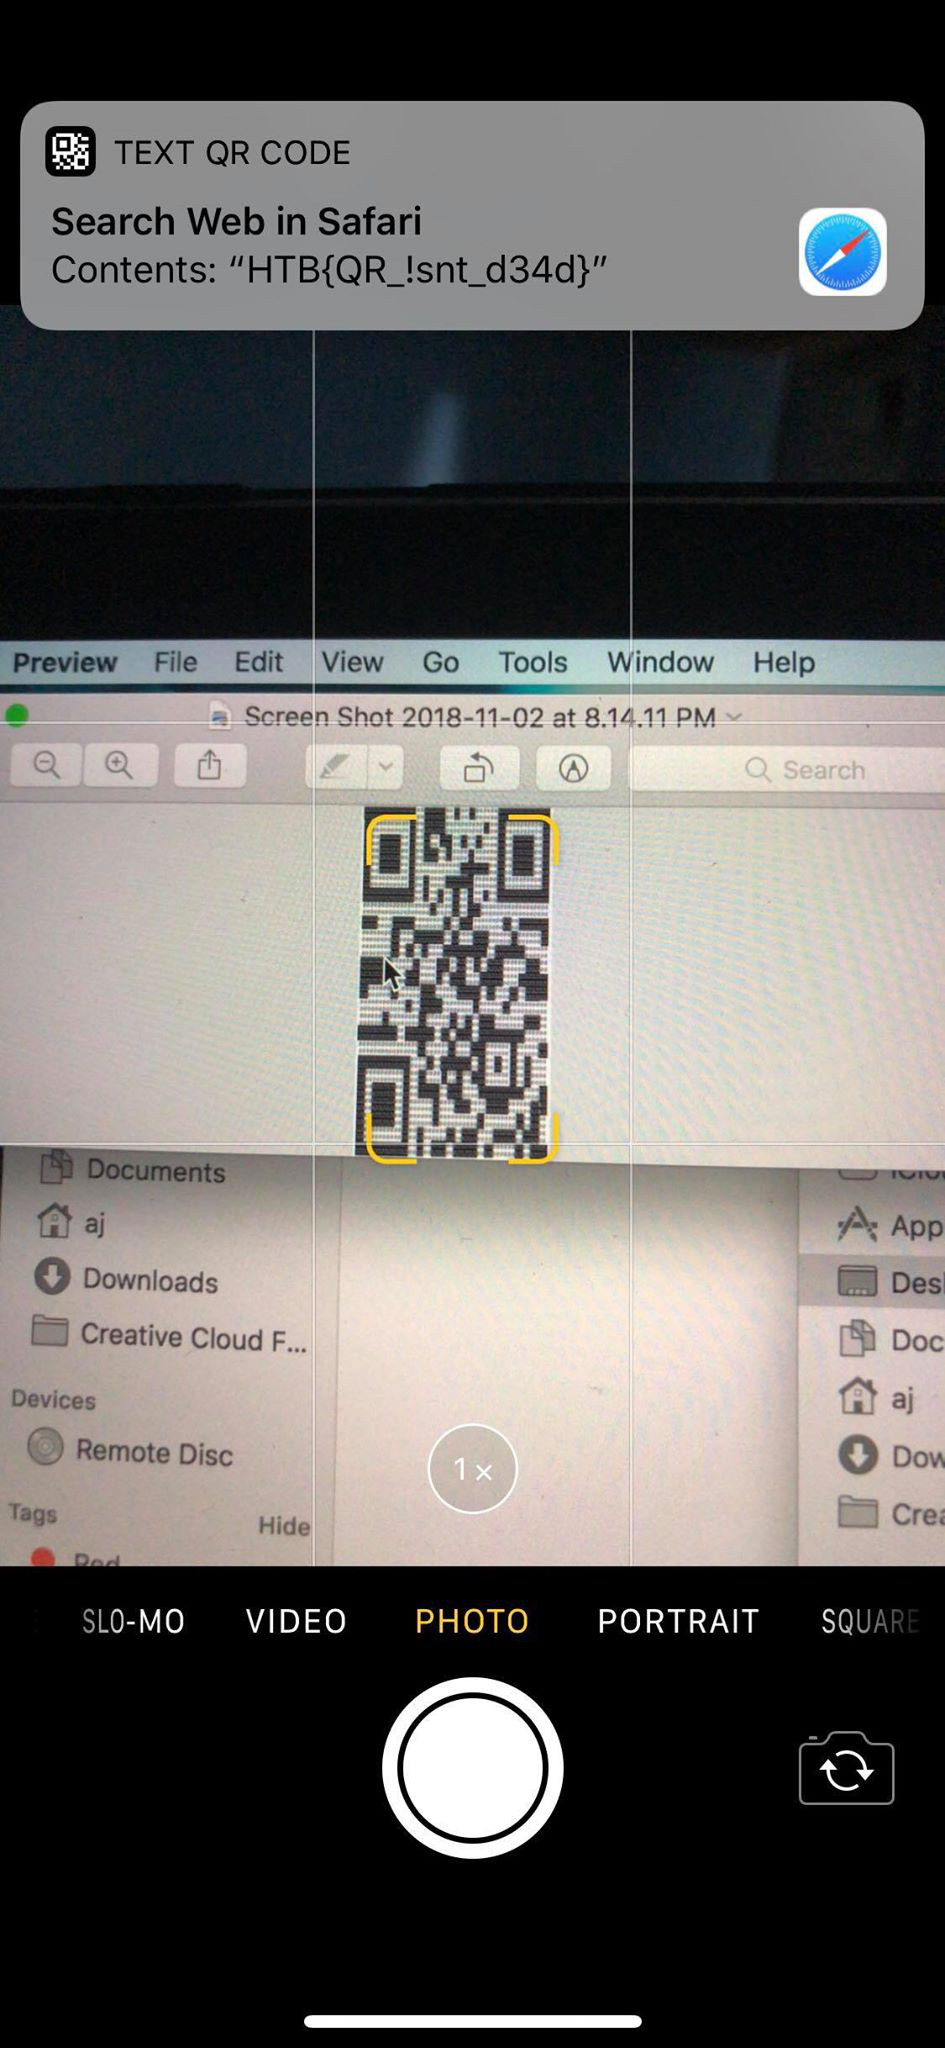 TEXT QR CODE
Search Web in Safari
Contents: “HTB{QR_!snt_d34d}”
Preview File Edit View Go Tools Window Help
Screen Shot 2018-11-02 at 8.14.11 PM
Search
Documents
aj
Downloads
Creative Cloud F...
Devices
Remote Disc
Tags
Hide
Red
App
Des
Doc
aj
Dow
Crea
1×
SLO-MO VIDEO PHOTO PORTRAIT SQUARE